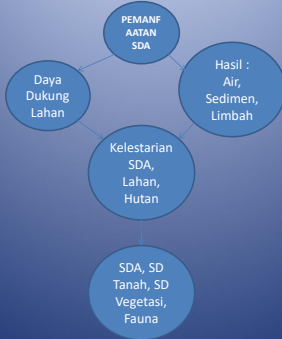 PEMANF
AATAN
SDA
Daya
Dukung
Lahan
Hasil :
Air,
Sedimen,
Limbah
Kelestarian
SDA,
Lahan,
Hutan
SDA, SD
Tanah, SD
Vegetasi,
Fauna